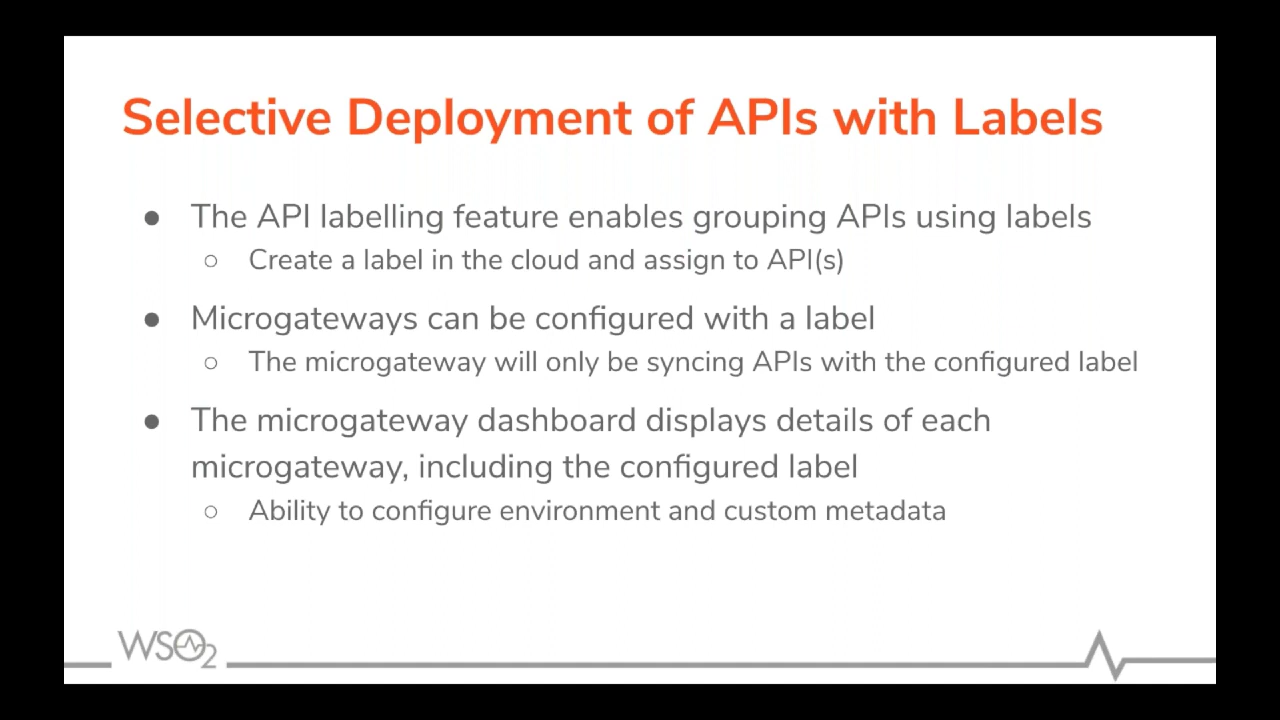 Selective Deployment of APIs with Labels
● The API labelling feature enables grouping APIs using labels
○ Create a label in the cloud and assign to API(s)
● Microgateways can be configured with a label
○ The microgateway will only be syncing APIs with the configured label
● The microgateway dashboard displays details of each
microgateway, including the configured label
○ Ability to configure environment and custom metadata
WSO2